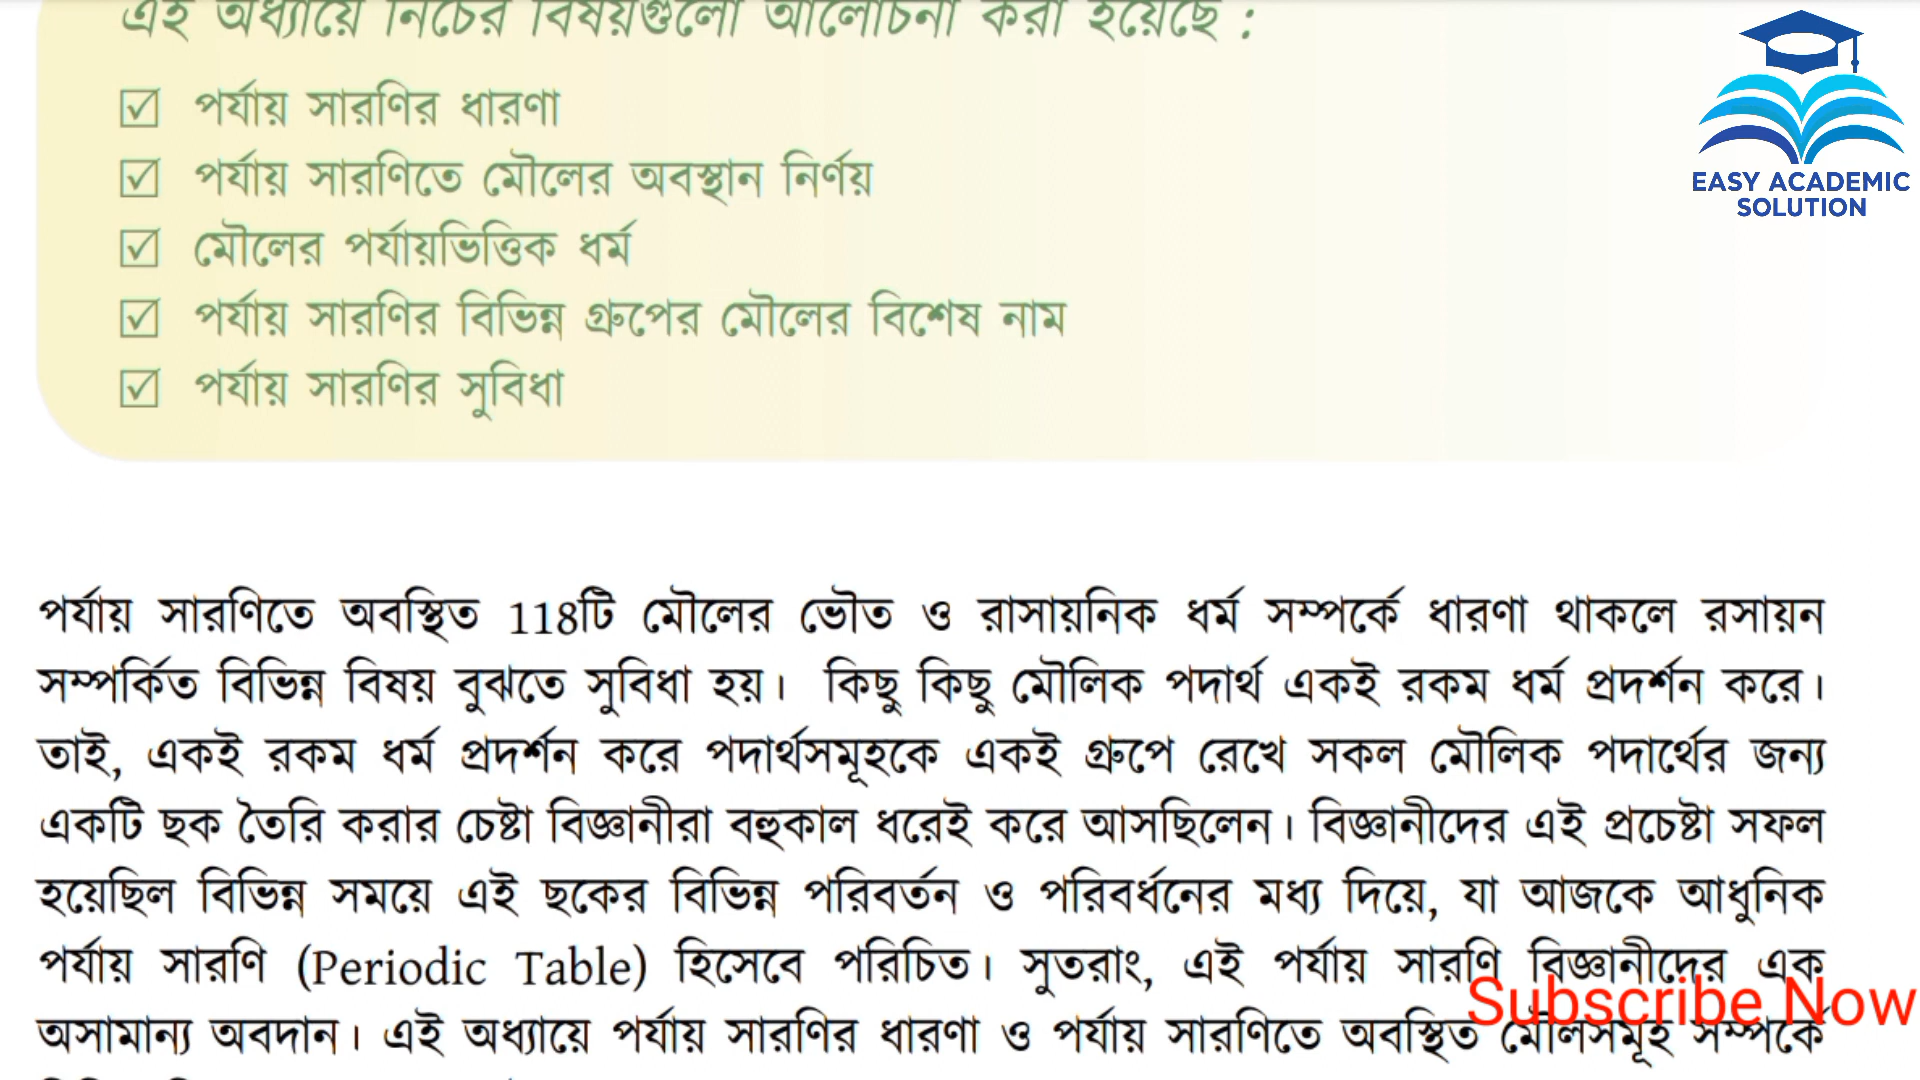 এই অধ্যায়ে নিচের বিষয়গুলো আলোচনা করা হয়েছে :
☑ পর্যায় সারণির ধারণা
☑ পর্যায় সারণিতে মৌলের অবস্থান নির্ণয়
☑ মৌলের পর্যায়ভিত্তিক ধর্ম
☑ পর্যায় সারণির বিভিন্ন গ্রুপের মৌলের বিশেষ নাম
☑ পর্যায় সারণির সুবিধা
EASY ACADEMIC
SOLUTION
পর্যায় সারণিতে অবস্থিত 118টি মৌলের ভৌত ও রাসায়নিক ধর্ম সম্পর্কে ধারণা থাকলে রসায়ন
সম্পর্কিত বিভিন্ন বিষয় বুঝতে সুবিধা হয়। কিছু কিছু মৌলিক পদার্থ একই রকম ধর্ম প্রদর্শন করে।
তাই, একই রকম ধর্ম প্রদর্শন করে পদার্থসমূহকে একই গ্রুপে রেখে সকল মৌলিক পদার্থের জন্য
একটি ছক তৈরি করার চেষ্টা বিজ্ঞানীরা বহুকাল ধরেই করে আসছিলেন। বিজ্ঞানীদের এই প্রচেষ্টা সফল
হয়েছিল বিভিন্ন সময়ে এই ছকের বিভিন্ন পরিবর্তন ও পরিবর্ধনের মধ্য দিয়ে, যা আজকে আধুনিক
পর্যায় সারণি (Periodic Table) হিসেবে পরিচিত। সুতরাং, এই পর্যায় সারণি বিজ্ঞানীদের এক
অসামান্য অবদান। এই অধ্যায়ে পর্যায় সারণির ধারণা ও পর্যায় সারণিতে অবস্থিত মৌলসমূহ সম্পর্কে
Subscribe Now